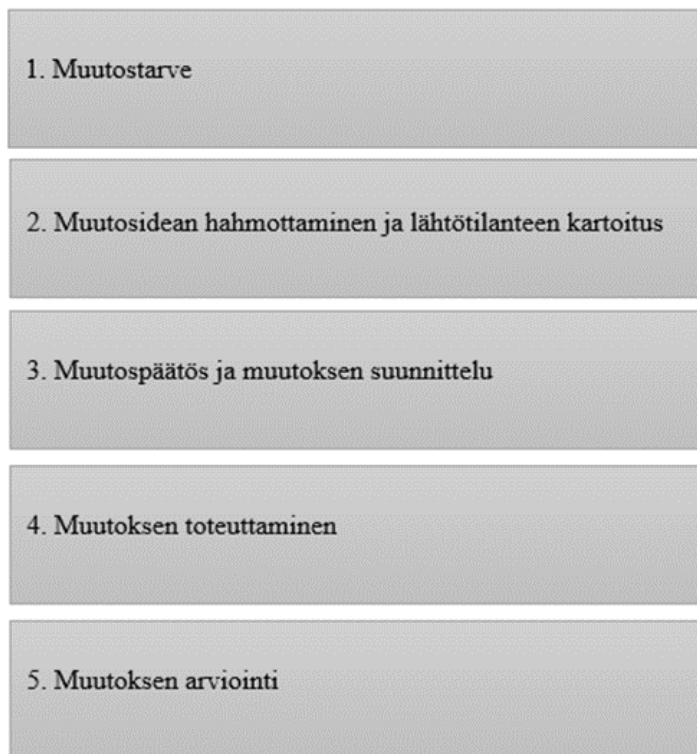 1. Muutostarve
2. Muutosidean hahmottaminen ja lähtötilanteen kartoitus
3. Muutospäätös ja muutoksen suunnittelu
4. Muutoksen toteuttaminen
5. Muutoksen arviointi